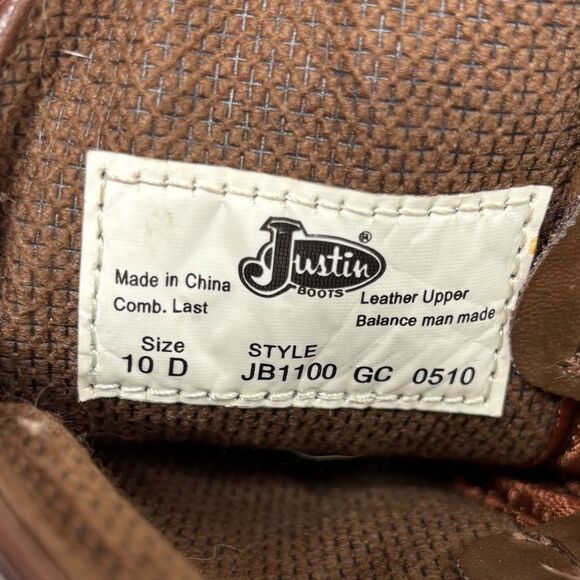 Justin ®
BOOTS
Made in China
Comb. Last
Leather Upper
Balance man made
Size
10 D
STYLE
JB1100 GC 0510